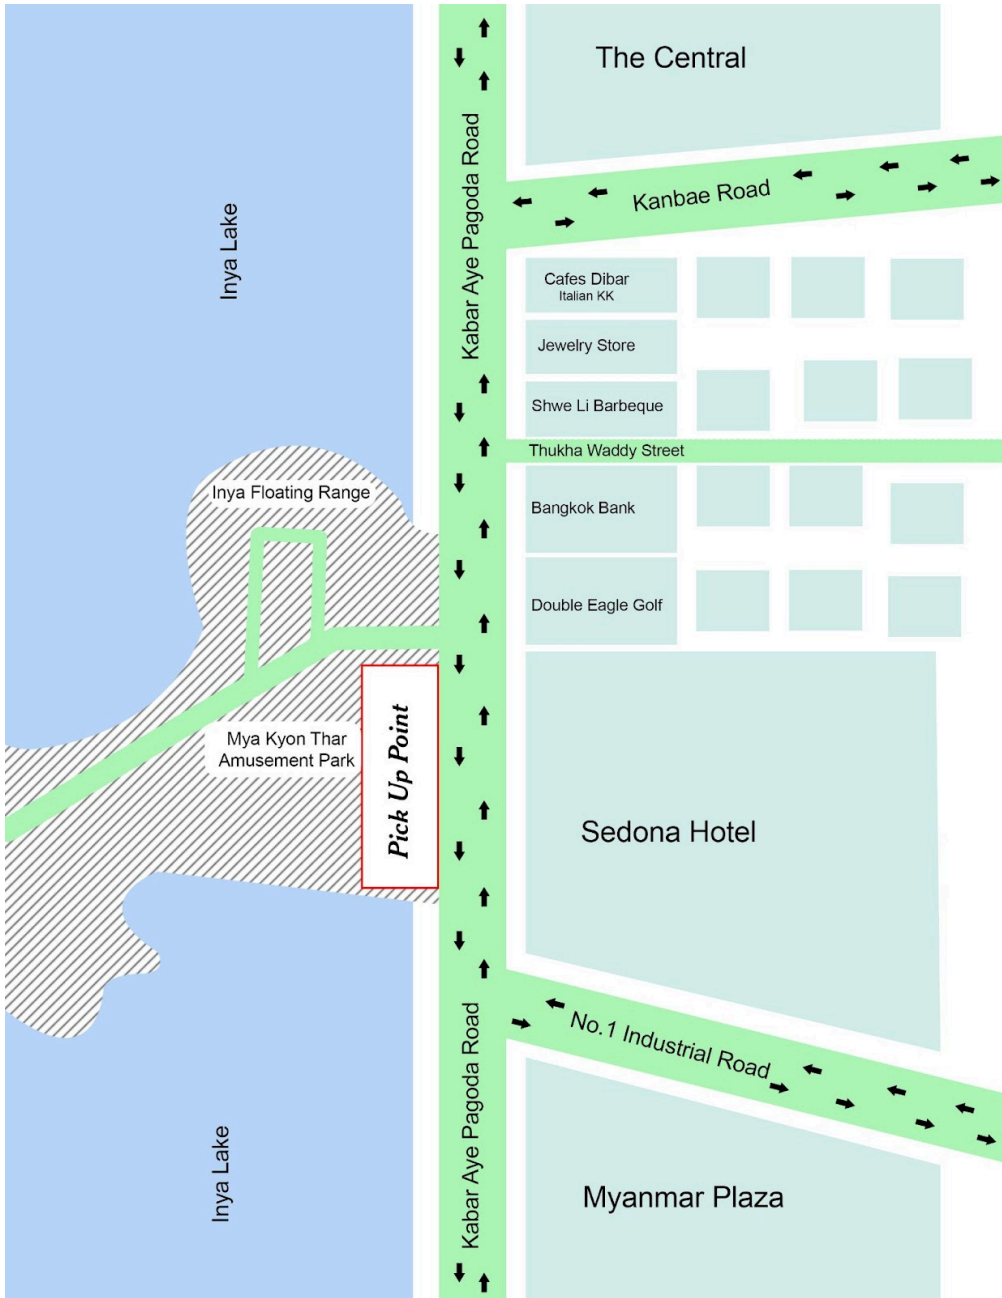 The Central
Kabar Aye Pagoda Road
Kanbae Road
Inya Lake
Cafes Dibar
Italian KK
Jewelry Store
Shwe Li Barbeque
Thukha Waddy Street
Inya Floating Range
Bangkok Bank
Double Eagle Golf
Mya Kyon Thar
Amusement Park
Pick Up Point
Sedona Hotel
No.1 Industrial Road
Kabar Aye Pagoda Road
Inya Lake
Myanmar Plaza